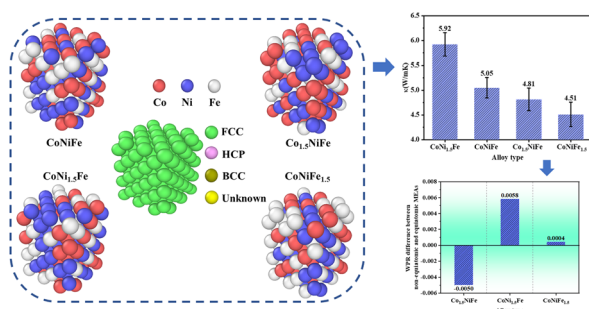 CoNiFe
Co1.5NiFe
Co
Ni
Fe
FCC
HCP
BCC
Unknown
CoNi1.5Fe
CoNiFe1.5
κ(W/mK)
6.5
6.0
5.5
5.0
4.5
4.0
5.92
5.05
4.81
4.51
CoNi1.5Fe
CoNiFe
Co1.5NiFe
CoNiFe1.5
Alloy type
WPR difference between
non-equiatomic and equiatomic MEAs
0.008
0.006
0.004
0.002
0.000
-0.002
-0.004
-0.006
-0.0050
0.0058
0.0004
Co1.5NiFe
CoNi1.5Fe
CoNiFe1.5